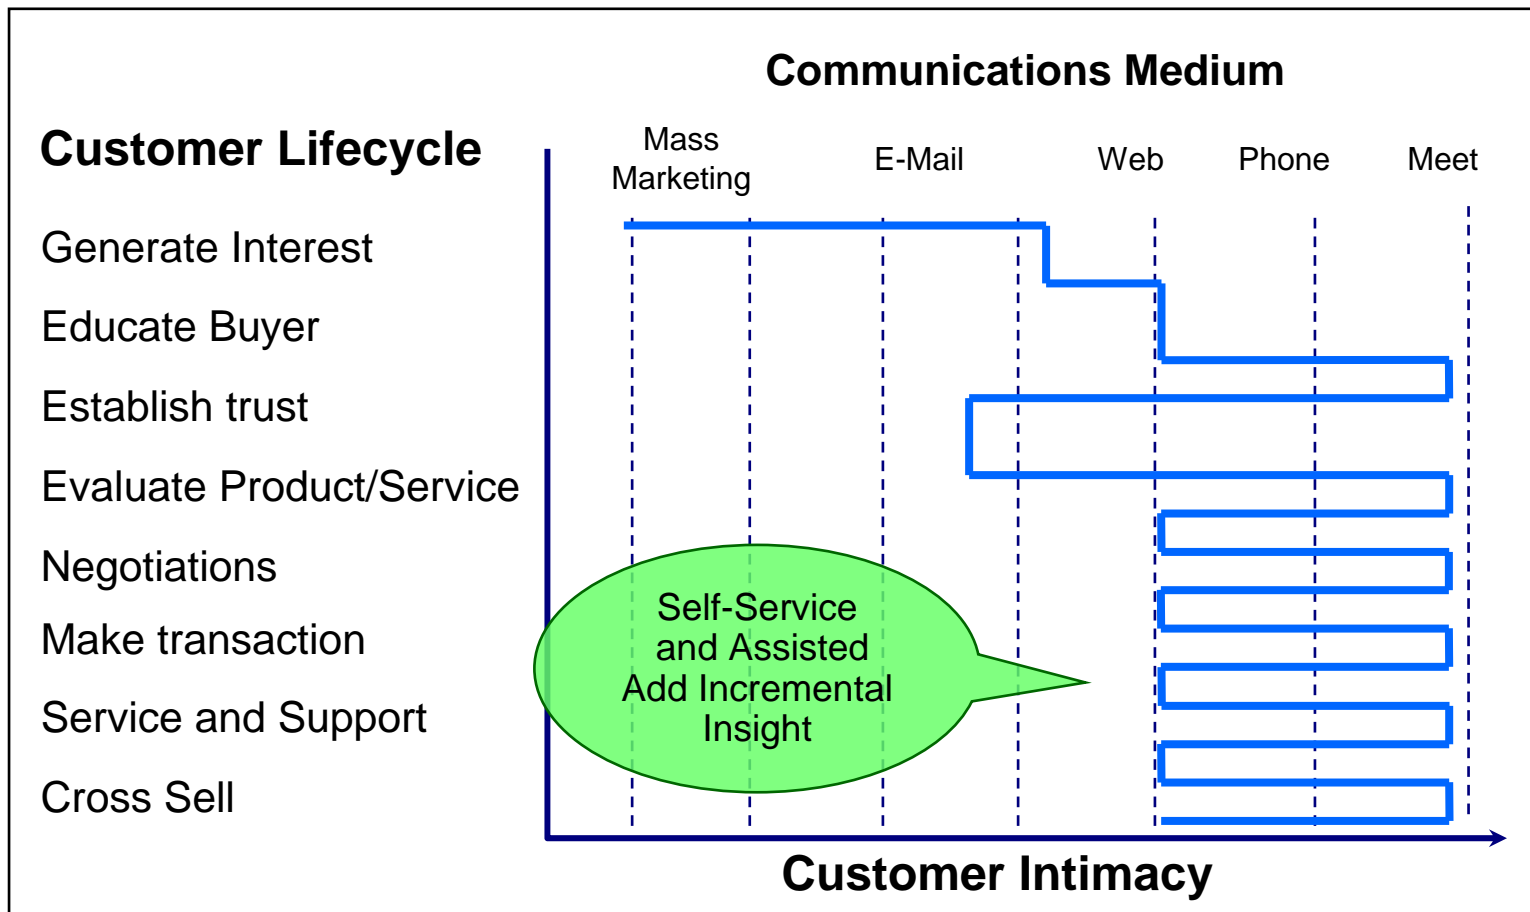 Communications Medium
Customer Lifecycle
Mass
Marketing
E-Mail
Web
Phone
Meet
Generate Interest
Educate Buyer
Establish trust
Evaluate Product/Service
Negotiations
Make transaction
Service and Support
Cross Sell
Self-Service
and Assisted
Add Incremental
Insight
Customer Intimacy